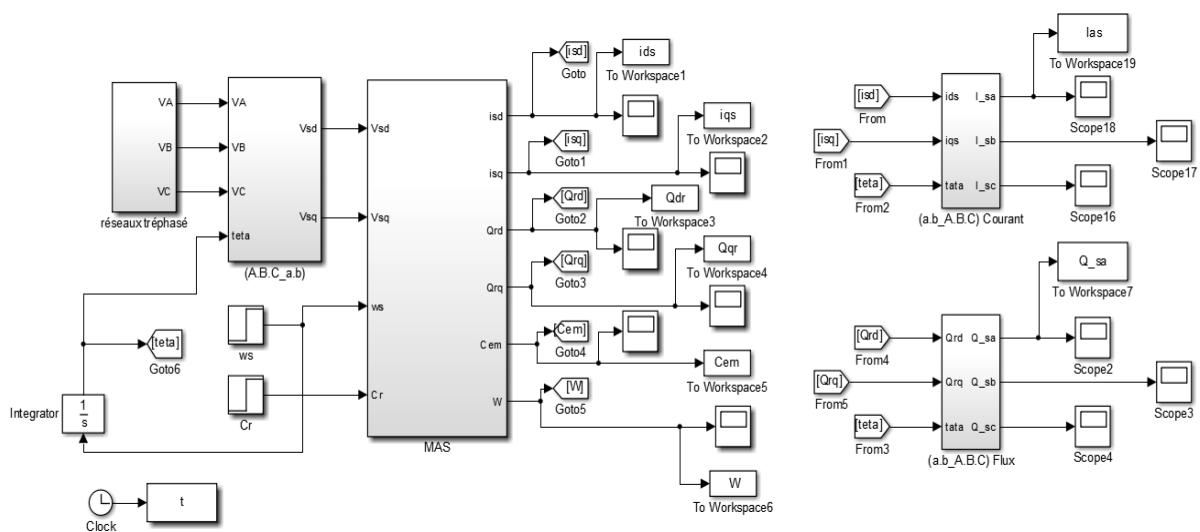 VA
VB
VC
réseaux tréphasé
VA
VB
VC
teta
Vsd
Vsq
(A.B.C_a.b)
ws
Cr
[teta]
Goto6
Integrator
1
s
Clock
t
Vsd
Vsq
ws
Cr
isd
isq
Qrd
Qrq
Cem
W
MAS
[isd]
Goto
ids
To Workspace1
[isq]
Goto1
iqs
To Workspace2
[Qrd]
Goto2
Qdr
To Workspace3
[Qrq]
Goto3
Qqr
To Workspace4
[Cem]
Goto4
Cem
To Workspace5
[W]
Goto5
W
To Workspace6
[isd]
From
[isq]
From1
[teta]
From2
ids
iqs
tata
I_sa
I_sb
I_sc
(a.b_A.B.C) Courant
Ias
To Workspace19
Scope18
Scope17
Scope16
[Qrd]
From4
[Qrq]
From5
[teta]
From3
Qrd
Qrq
tata
Q_sa
Q_sb
Q_sc
(a.b_A.B.C) Flux
Q_sa
To Workspace7
Scope2
Scope3
Scope4